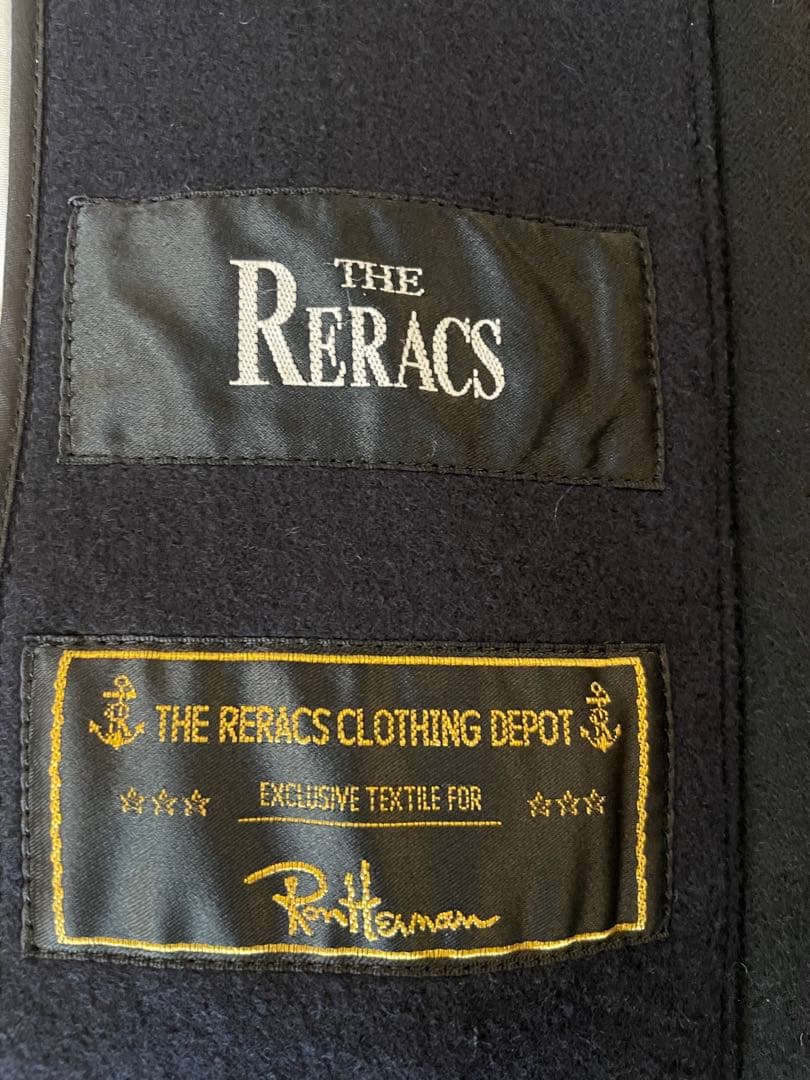 THE
RERACS
THE RERACS CLOTHING DEPOT
EXCLUSIVE TEXTILE FOR
RonHerman